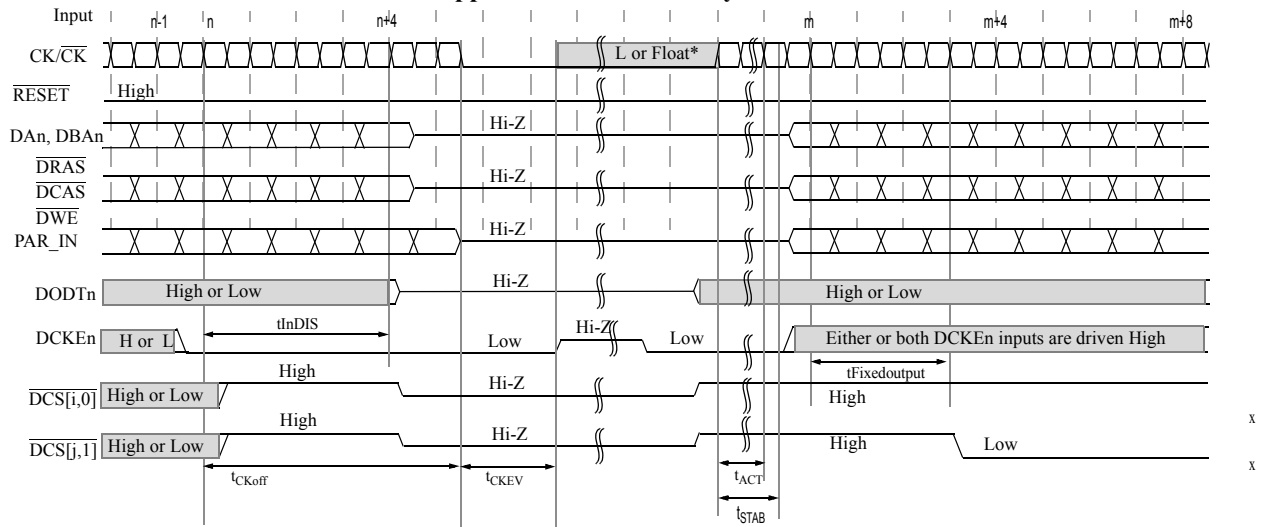 Input n-1 n n+4 m m+4 m+8
CK/CK L or Float*
RESET High
DAn, DBAn Hi-Z
DRAS
DCAS Hi-Z
DWE
PAR_IN Hi-Z
DODTn High or Low Hi-Z High or Low
tInDIS
DCKEn H or L Low Hi-Z Low Either or both DCKEn inputs are driven High
tFixedoutput
High
DCS[i,0] High or Low Hi-Z High
High
x
DCS[j,1] High or Low Hi-Z High Low
x
tCKoff tCKEV tACT
tSTAB